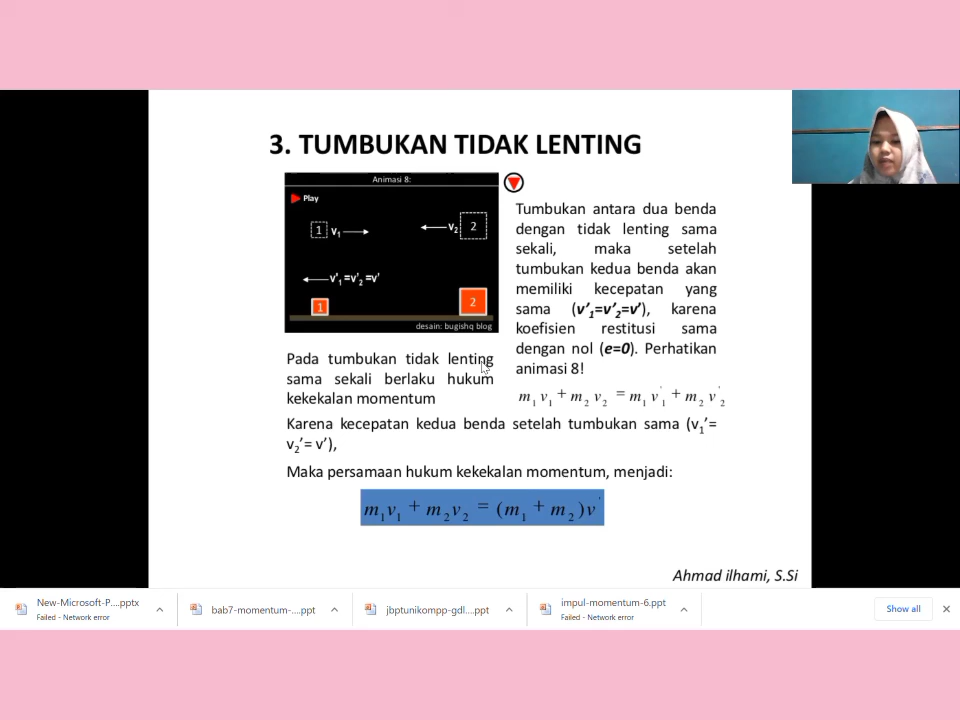 3. TUMBUKAN TIDAK LENTING
Animasi 8:
Play
1 v₁
v₂ 2
v'₁ =v'₂ =v'
1
2
desain: bugishq blog
Tumbukan antara dua benda
dengan tidak lenting sama
sekali, maka setelah
tumbukan kedua benda akan
memiliki kecepatan yang
sama (v'₁=v'₂=v'), karena
koefisien restitusi sama
dengan nol (e=0). Perhatikan
animasi 8!
Pada tumbukan tidak lenting
sama sekali berlaku hukum
kekekalan momentum
m₁ v₁ + m₂ v₂ = m₁ v'₁ + m₂ v'₂
Karena kecepatan kedua benda setelah tumbukan sama (v₁'=
v₂'= v'),
Maka persamaan hukum kekekalan momentum, menjadi:
m₁v₁ + m₂v₂ = (m₁ + m₂)v'
Ahmad ilhami, S.Si
New-Microsoft-P....pptx
Failed - Network error
bab7-momentum-....ppt
jbptunikompp-gdl....ppt
impul-momentum-6.ppt
Failed - Network error
Show all